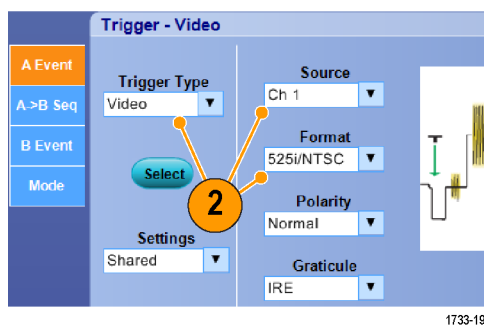 Trigger - Video
A Event
A->B Seq
B Event
Mode
Trigger Type
Video
Select
Settings
Shared
Source
Ch 1
Format
525i/NTSC
Polarity
Normal
Graticule
IRE
2
T
1733-19